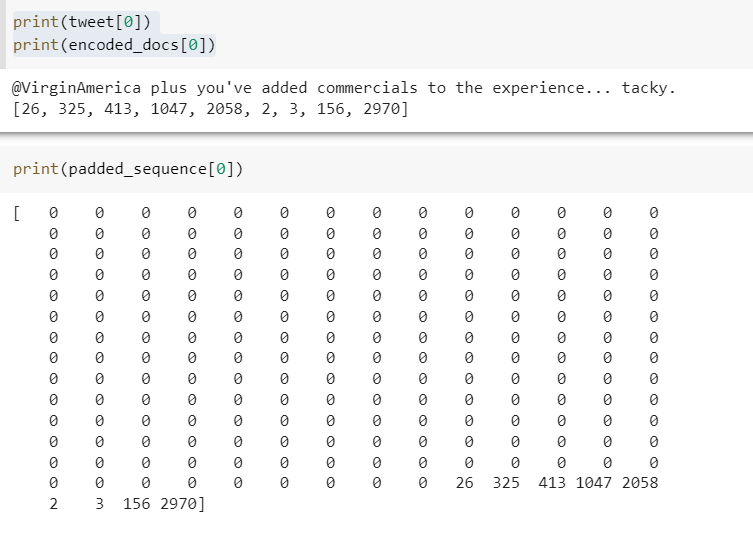 print(tweet[0])
print(encoded_docs[0])
@VirginAmerica plus you've added commercials to the experience... tacky.
[26, 325, 413, 1047, 2058, 2, 3, 156, 2970]
print(padded_sequence[0])
[ 0 0 0 0 0 0 0 0 0 0 0 0 0 0
0 0 0 0 0 0 0 0 0 0 0 0 0 0
0 0 0 0 0 0 0 0 0 0 0 0 0 0
0 0 0 0 0 0 0 0 0 0 0 0 0 0
0 0 0 0 0 0 0 0 0 0 0 0 0 0
0 0 0 0 0 0 0 0 0 0 0 0 0 0
0 0 0 0 0 0 0 0 0 0 0 0 0 0
0 0 0 0 0 0 0 0 0 0 0 0 0 0
0 0 0 0 0 0 0 0 0 0 0 0 0 0
0 0 0 0 0 0 0 0 0 0 0 0 0 0
0 0 0 0 0 0 0 0 0 0 0 0 0 0
0 0 0 0 0 0 0 0 0 0 0 0 0 0
0 0 0 0 0 0 0 0 0 0 0 0 0 0
0 0 0 0 0 0 0 0 0 26 325 413 1047 2058
2 3 156 2970]